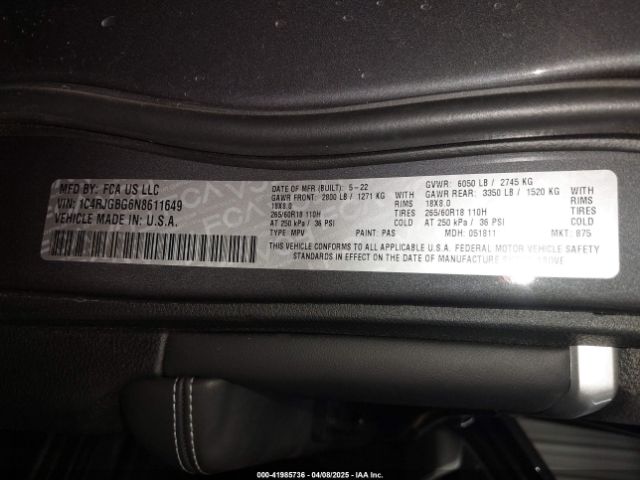 MFD BY: FCA US LLC
VIN: 1C4RJGBG6N8611649
VEHICLE MADE IN U.S.A.
DATE OF MFR (BUILT): 5-22
GAWR FRONT: 2800 LB / 1271 KG
18X8.0 RIMS
265/60R18 110H TIRES
AT 250 kPa / 36 PSI COLD
TYPE: MPV PAINT: PAS
GVWR: 6050 LB / 2745 KG
GAWR REAR: 3350 LB / 1520 KG WITH
18X8.0 RIMS
265/60R18 110H TIRES
AT 250 kPa / 36 PSI COLD
MDH: 051811 MKT: 875
THIS VEHICLE CONFORMS TO ALL APPLICABLE U.S.A. FEDERAL MOTOR VEHICLE SAFETY
STANDARDS IN EFFECT ON THE DATE OF MANUFACTURE ABOVE
000-41985736 - 04/08/2025 - IAA Corp.